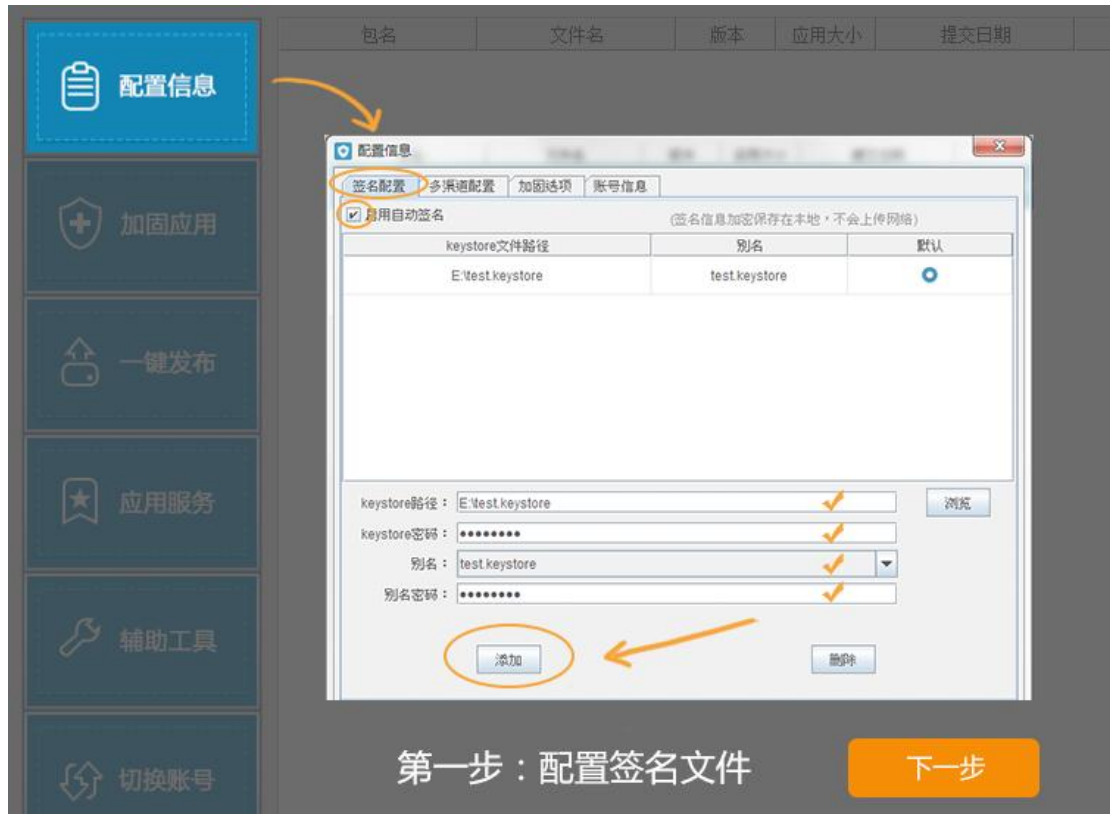 包名 文件名 版本 应用大小 提交日期
配置信息
加固应用
一键发布
应用服务
辅助工具
切换账号
配置信息
签名配置 多渠道配置 加固选项 账号信息
启用自动签名 (签名信息加密保存在本地,不会上传网络)
keystore文件路径 别名 默认
E:\test.keystore test.keystore
keystore路径: E:\test.keystore 浏览
keystore密码: ●●●●●●●●
别名: test.keystore
别名密码: ●●●●●●●●
添加 删除
第一步:配置签名文件 下一步